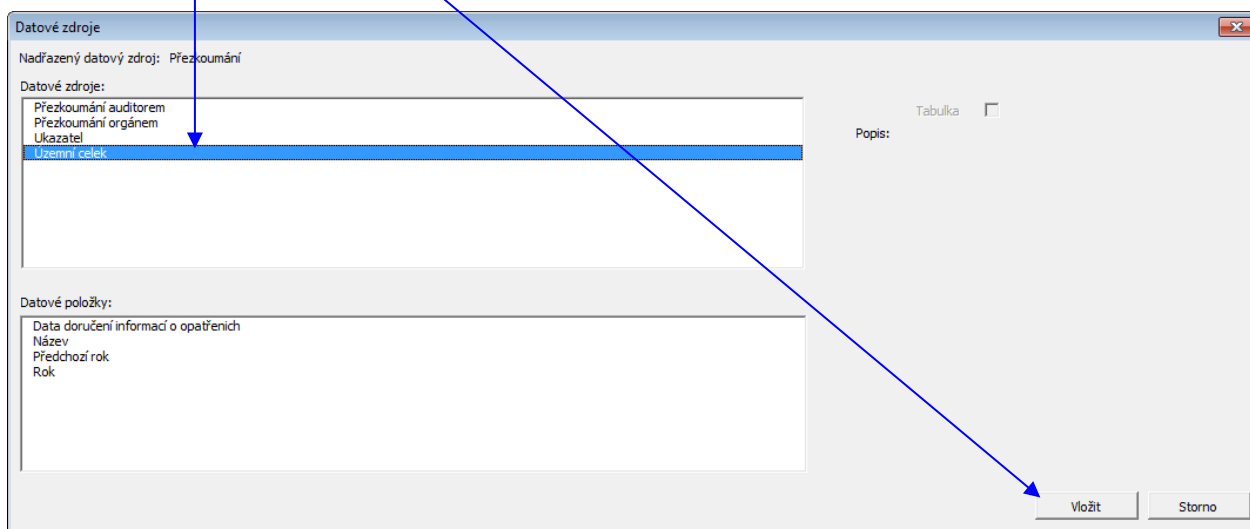 Datové zdroje
Nadřazený datový zdroj: Přezkoumání
Datové zdroje:
Přezkoumání auditorem
Přezkoumání orgánem
Ukazatel
Územní celek
Tabulka
Popis:
Datové položky:
Data doručení informací o opatřenich
Název
Předchozí rok
Rok
Vložit
Storno